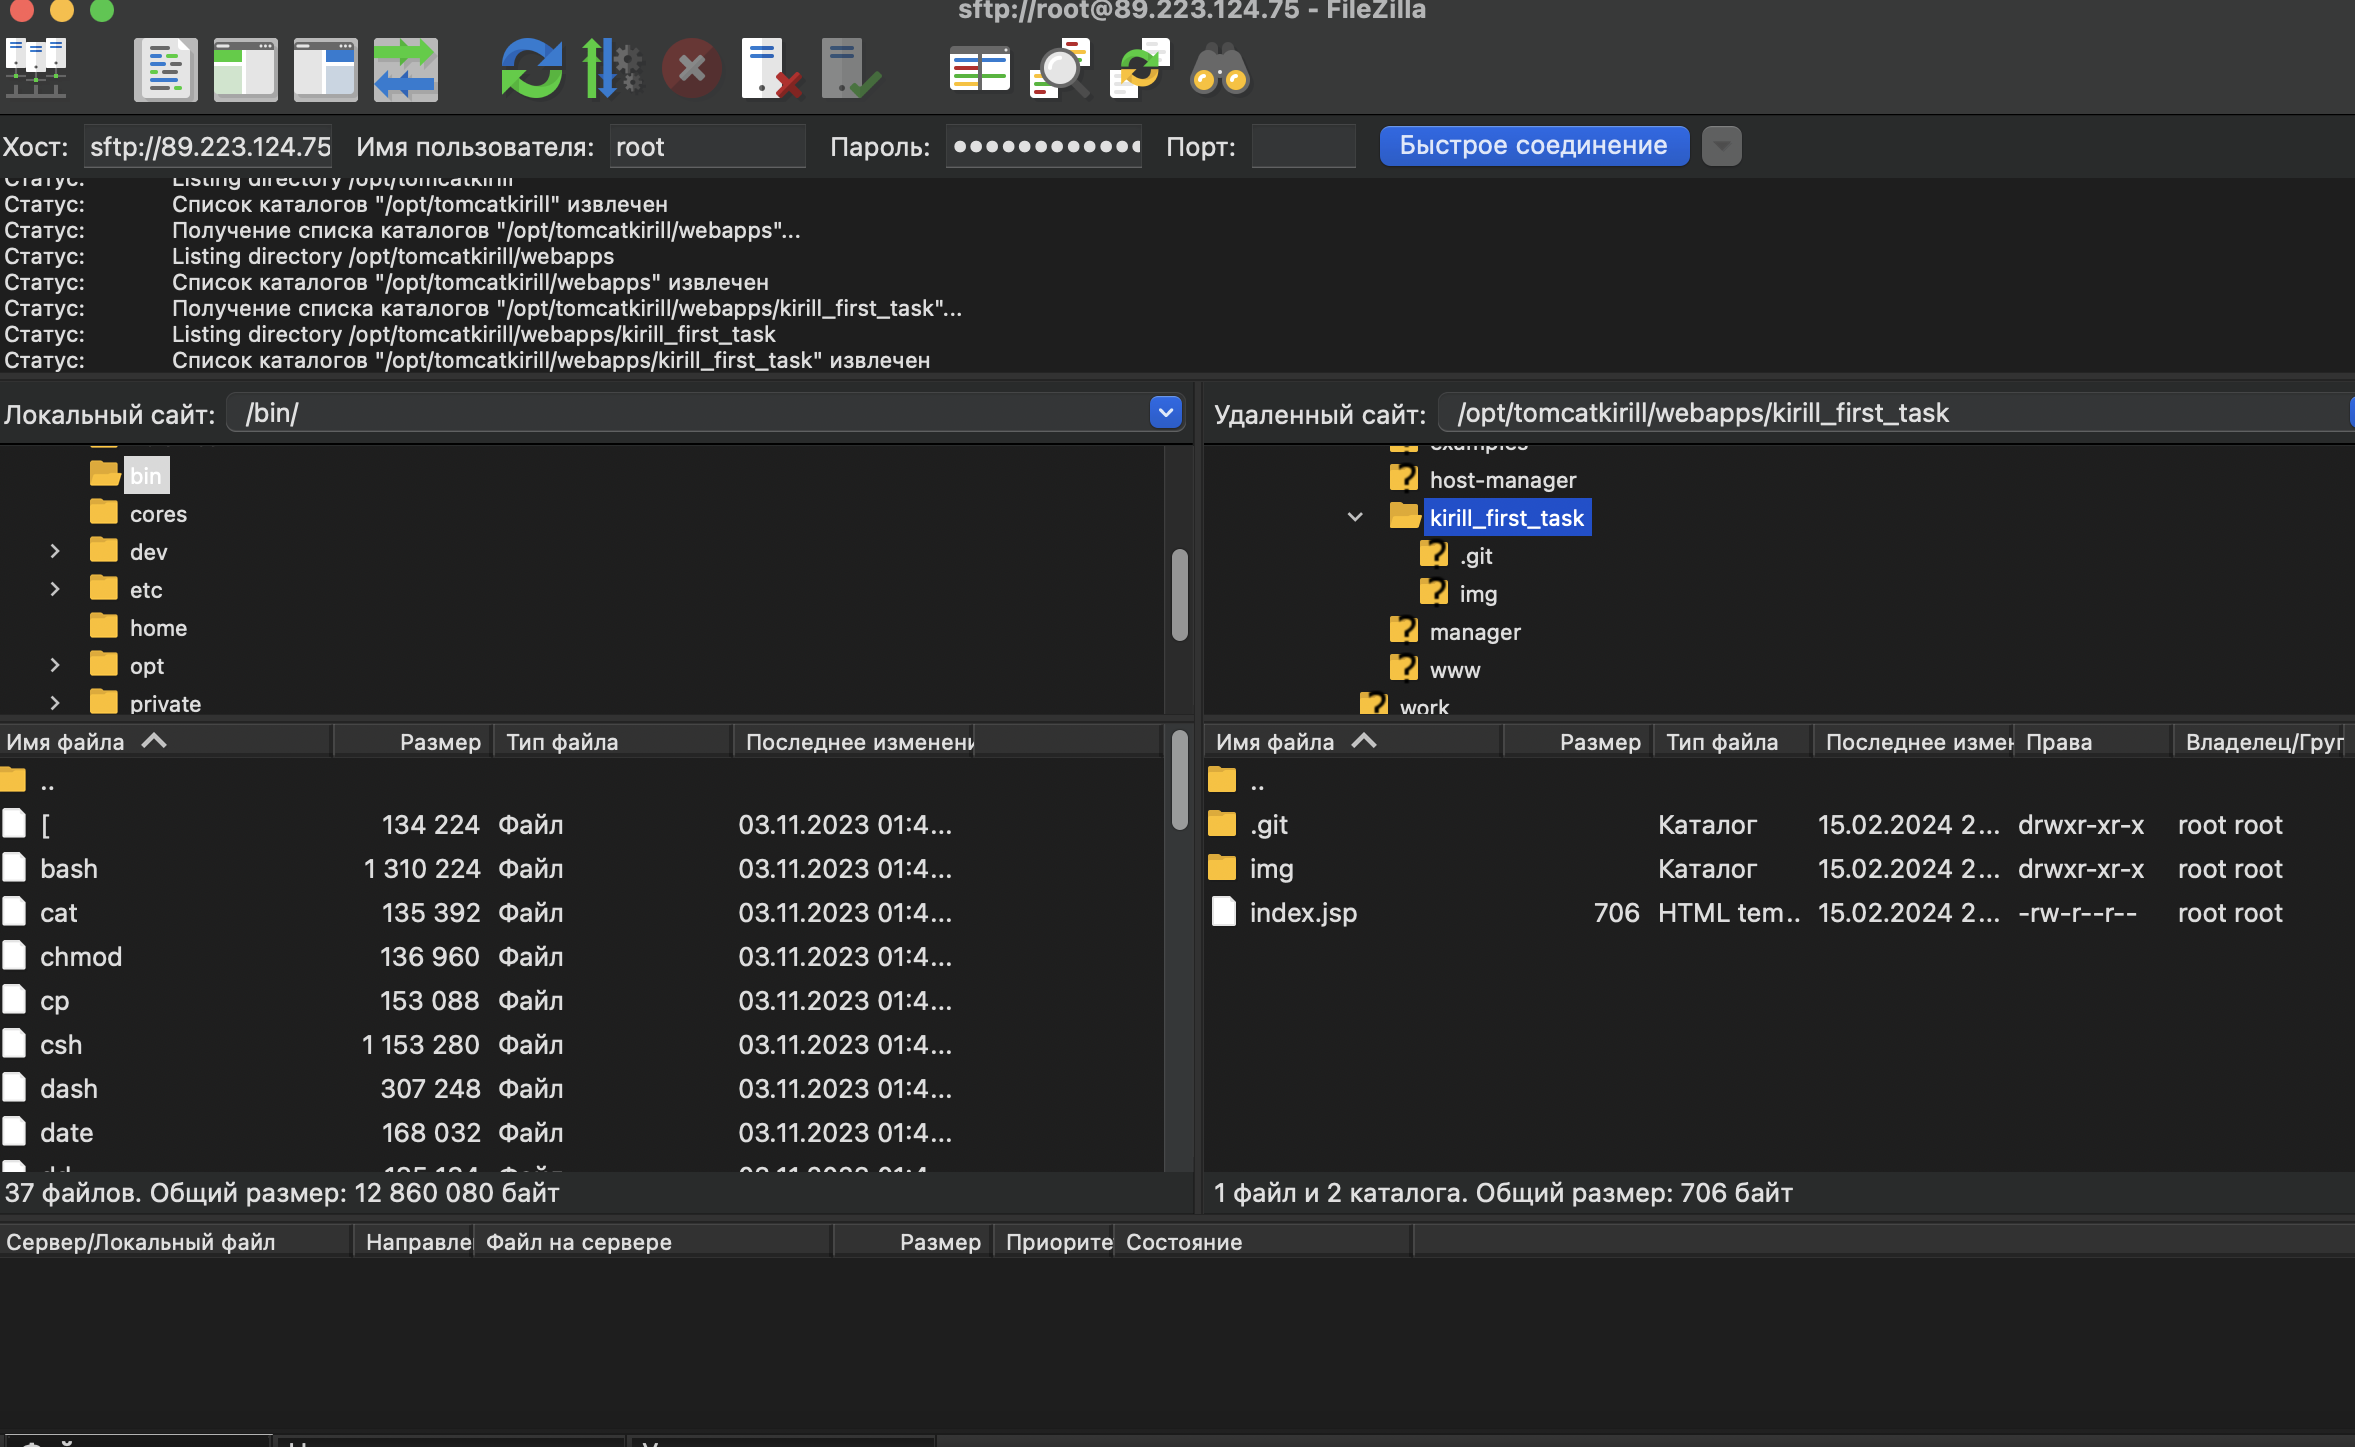 sftp://root@89.223.124.75 - FileZilla
Хост: sftp://89.223.124.75 Имя пользователя: root Пароль: ●●●●●●●●●●●● Порт: Быстрое соединение
Статус: Listing directory /opt/tomcatkirill
Статус: Список каталогов "/opt/tomcatkirill" извлечен
Статус: Получение списка каталогов "/opt/tomcatkirill/webapps"...
Статус: Listing directory /opt/tomcatkirill/webapps
Статус: Список каталогов "/opt/tomcatkirill/webapps" извлечен
Статус: Получение списка каталогов "/opt/tomcatkirill/webapps/kirill_first_task"...
Статус: Listing directory /opt/tomcatkirill/webapps/kirill_first_task
Статус: Список каталогов "/opt/tomcatkirill/webapps/kirill_first_task" извлечен
Локальный сайт: /bin/
bin
cores
dev
etc
home
opt
private
Имя файла Размер Тип файла Последнее изменени
..
[ 134 224 Файл 03.11.2023 01:4...
bash 1 310 224 Файл 03.11.2023 01:4...
cat 135 392 Файл 03.11.2023 01:4...
chmod 136 960 Файл 03.11.2023 01:4...
cp 153 088 Файл 03.11.2023 01:4...
csh 1 153 280 Файл 03.11.2023 01:4...
dash 307 248 Файл 03.11.2023 01:4...
date 168 032 Файл 03.11.2023 01:4...
37 файлов. Общий размер: 12 860 080 байт
Удаленный сайт: /opt/tomcatkirill/webapps/kirill_first_task
examples
host-manager
kirill_first_task
.git
img
manager
www
work
Имя файла Размер Тип файла Последнее измен Права Владелец/Груп
..
.git Каталог 15.02.2024 2... drwxr-xr-x root root
img Каталог 15.02.2024 2... drwxr-xr-x root root
index.jsp 706 HTML tem.. 15.02.2024 2... -rw-r--r-- root root
1 файл и 2 каталога. Общий размер: 706 байт
Сервер/Локальный файл Направле Файл на сервере Размер Приорите Состояние